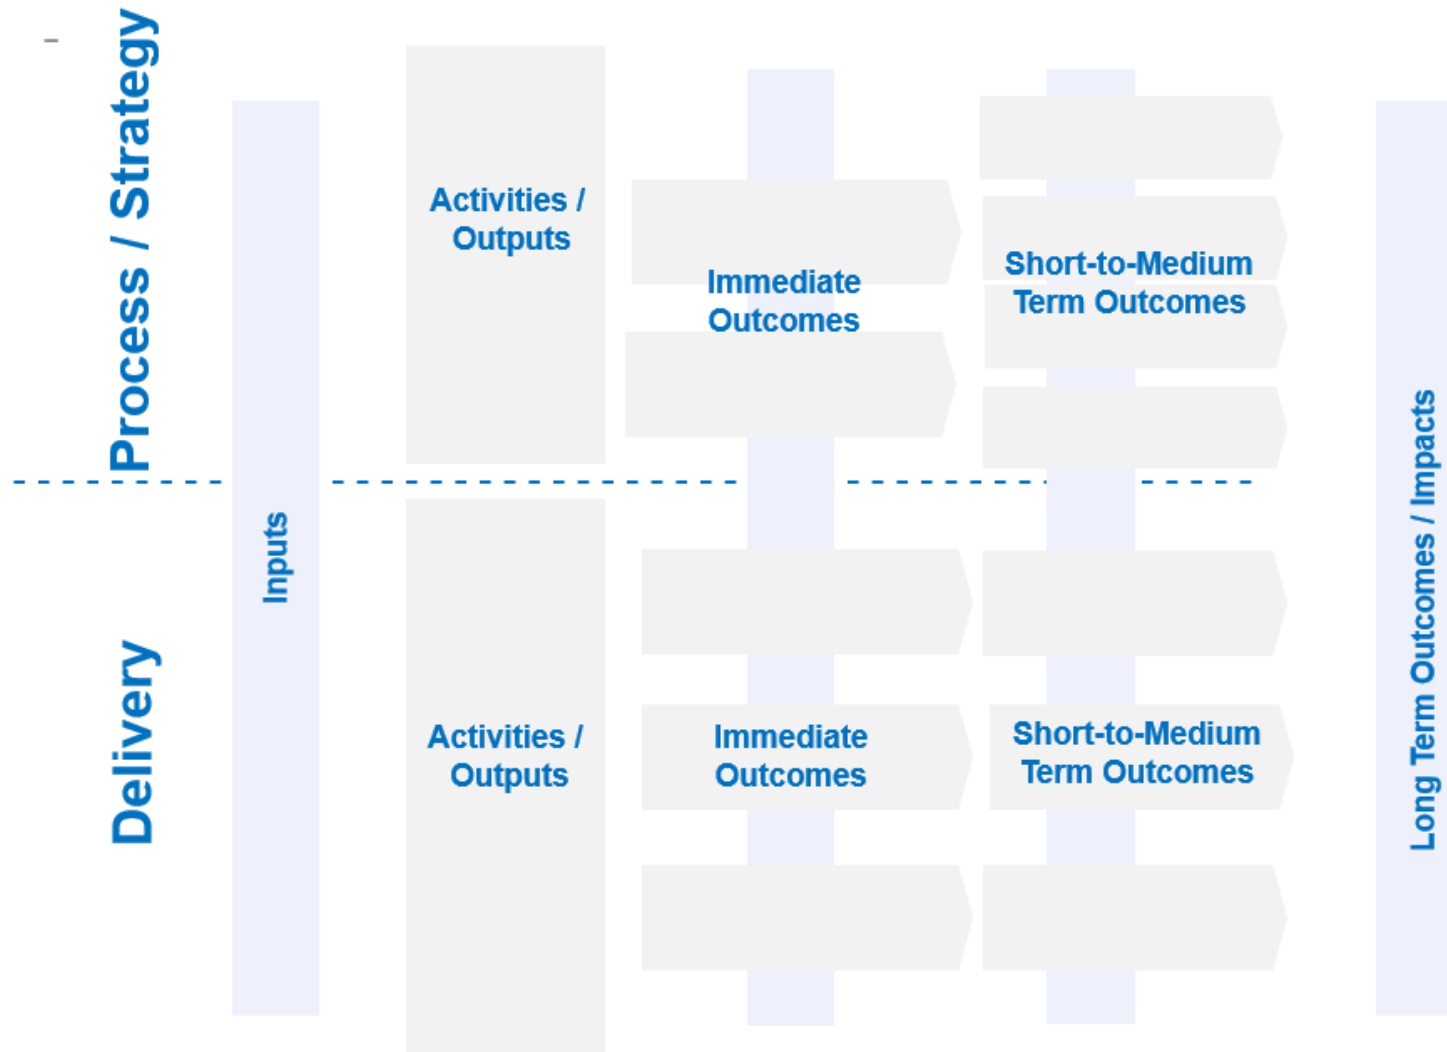 Process / Strategy
Delivery
Inputs
Activities /
Outputs
Immediate
Outcomes
Short-to-Medium
Term Outcomes
Activities /
Outputs
Immediate
Outcomes
Short-to-Medium
Term Outcomes
Long Term Outcomes / Impacts